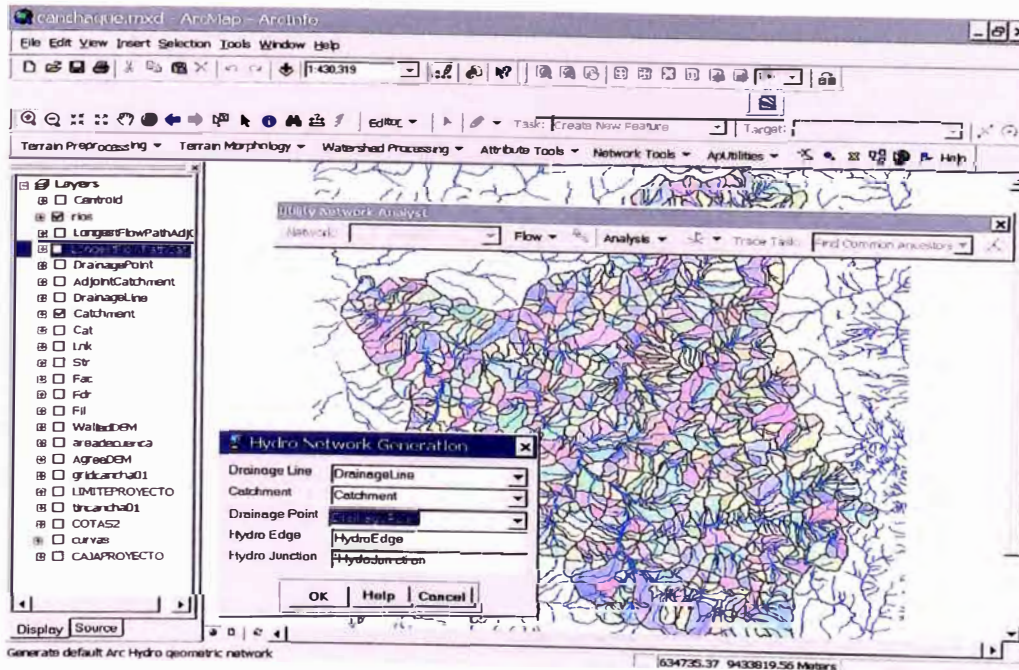 canchaque.mxd - ArcMap - ArcInfo
File Edit View Insert Selection Tools Window Help
1:430,319
Editor Task: Create New Feature Target:
Terrain Preprocessing Terrain Morphology Watershed Processing Attribute Tools Network Tools ApUtilities Help
Layers
Centroid
rios
LongestFlowPathAdjC
DrainagePoint
AdjointCatchment
DrainageLine
Catchment
Cat
Lnk
Str
Fac
Fdr
Fil
WalledDEM
areadecuenca
AgreeDEM
gridcancha01
LIMITEPROYECTO
tincancha01
COTAS2
curvas
CAJAPROYECTO
Display Source
Utility Network Analyst
Network: Flow Analysis Trace Task: Find Common Ancestors
Hydro Network Generation
Drainage Line DrainageLine
Catchment Catchment
Drainage Point
Hydro Edge HydroEdge
Hydro Junction HydroJunction
OK Help Cancel
Generate default Arc Hydro geometric network
634735.37 9433819.56 Meters